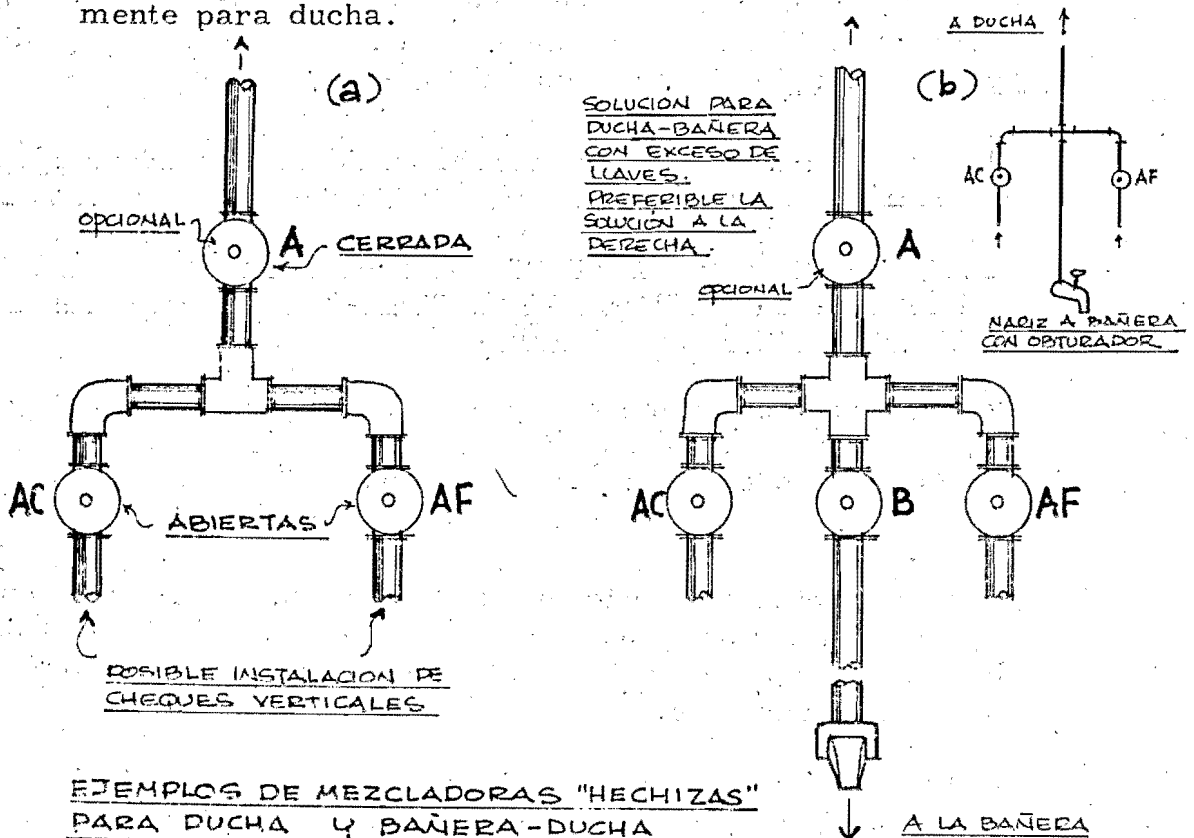 mente para ducha.
(a)
OPCIONAL
A
CERRADA
AC
ABIERTAS
AF
POSIBLE INSTALACION DE
CHEQUES VERTICALES
SOLUCIÓN PARA
DUCHA-BAÑERA
CON EXCESO DE
LLAVES.
PREFERIBLE LA
SOLUCIÓN A LA
DERECHA.
A
OPCIONAL
AC
B
AF
A LA BAÑERA
(b)
A DUCHA
AC
AF
NARIZ A BAÑERA
CON OBTURADOR
EJEMPLOS DE MEZCLADORAS "HECHIZAS"
PARA DUCHA Y BAÑERA-DUCHA